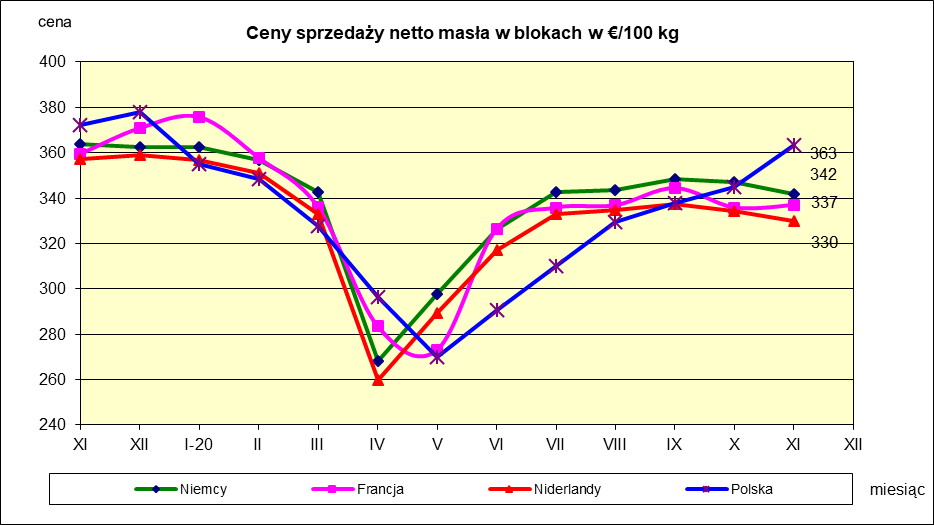 cena
Ceny sprzedaży netto masła w blokach w €/100 kg
400
380
360
340
320
300
280
260
240
363
342
337
330
XI XII I-20 II III IV V VI VII VIII IX X XI XII
Niemcy Francja Niderlandy Polska
miesiąc